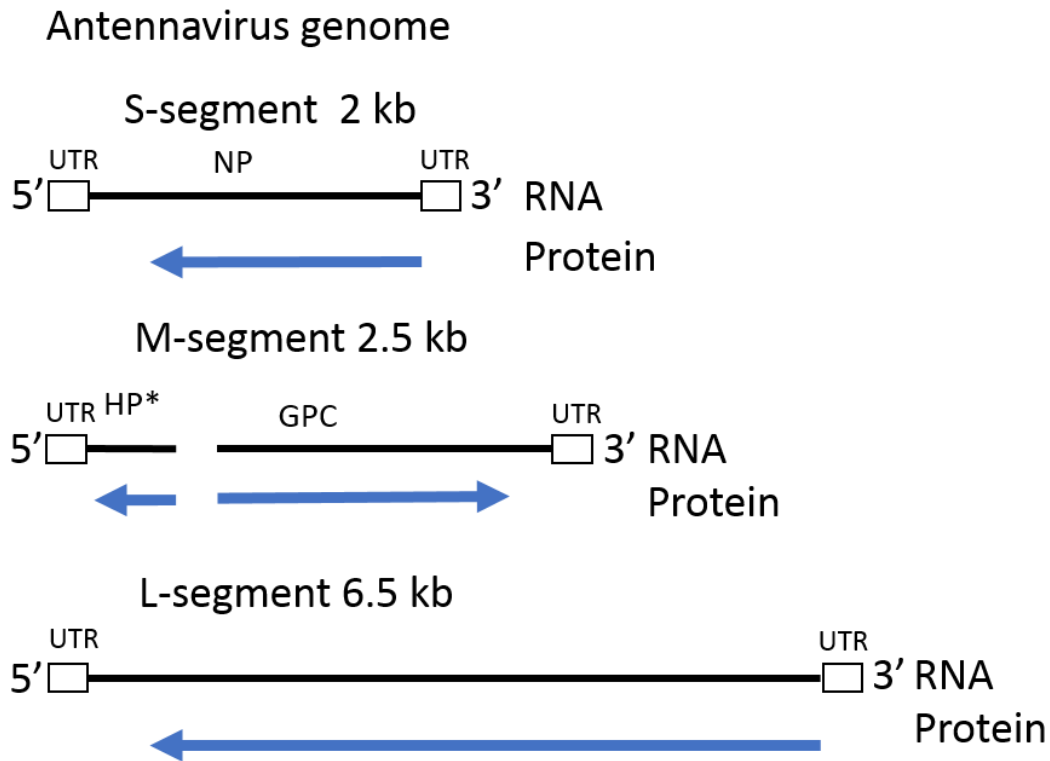 Antennavirus genome
S-segment 2 kb
UTR NP UTR
5’ 3’ RNA
Protein
M-segment 2.5 kb
UTR HP* GPC UTR
5’ 3’ RNA
Protein
L-segment 6.5 kb
UTR UTR
5’ 3’ RNA
Protein